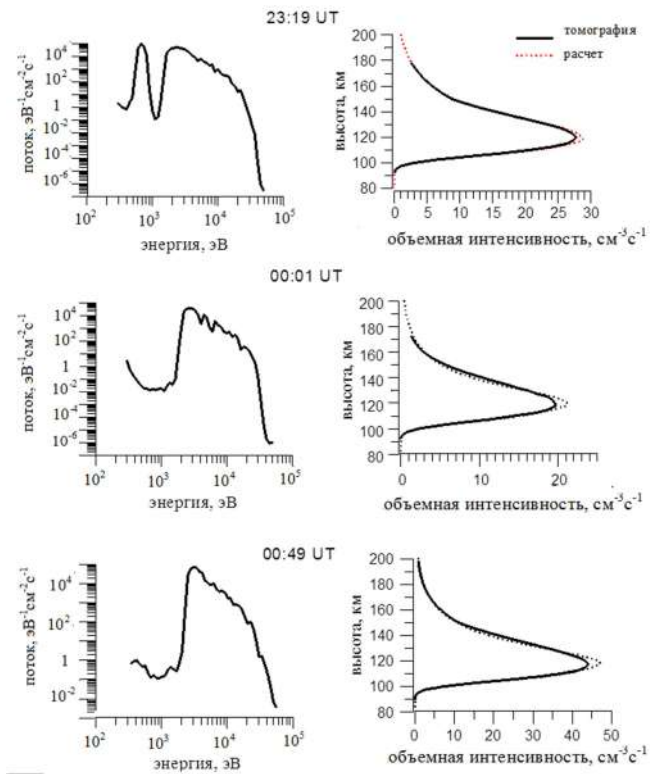 23:19 UT
поток, эВ⁻¹см⁻²с⁻¹
10⁴
10²
1
10⁻²
10⁻⁴
10⁻⁶
10² 10³ 10⁴ 10⁵
энергия, эВ
томография
расчет
высота, км
200
180
160
140
120
100
80
0 5 10 15 20 25 30
объемная интенсивность, см⁻³с⁻¹
00:01 UT
поток, эВ⁻¹см⁻²с⁻¹
10⁴
10²
1
10⁻²
10⁻⁴
10⁻⁶
10² 10³ 10⁴ 10⁵
энергия, эВ
высота, км
200
180
160
140
120
100
80
0 10 20
объемная интенсивность, см⁻³с⁻¹
00:49 UT
поток, эВ⁻¹см⁻²с⁻¹
10⁴
10²
1
10⁻²
10² 10³ 10⁴ 10⁵
энергия, эВ
высота, км
200
180
160
140
120
100
80
0 10 20 30 40 50
объемная интенсивность, см⁻³с⁻¹